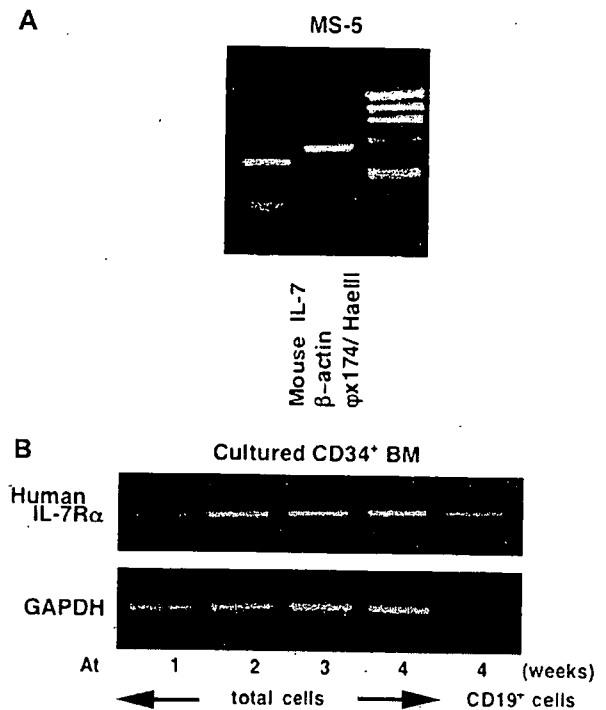 A
MS-5
Mouse IL-7
β-actin
φx174/ HaeIII
B
Cultured CD34⁺ BM
Human
IL-7Rα
GAPDH
At 1 2 3 4 4 (weeks)
total cells CD19⁺ cells